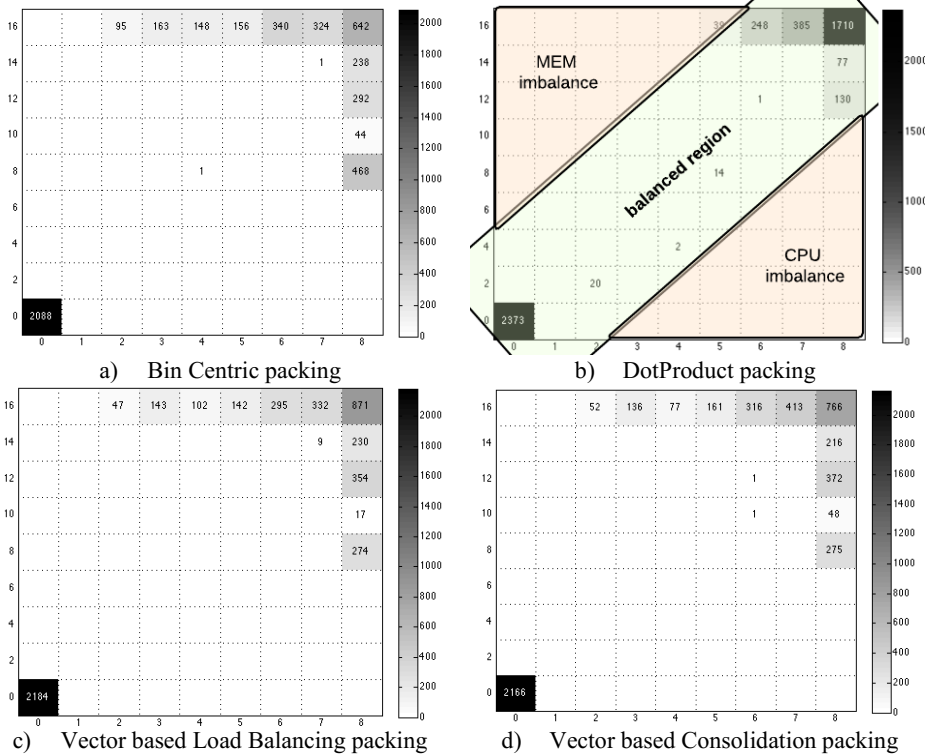 16 95 163 148 156 340 324 642
14 1 238
12 292
10 44
8 1 468
6
4
2
0 2088
0 1 2 3 4 5 6 7 8
2000
1800
1600
1400
1200
1000
800
600
400
200
0
a) Bin Centric packing
16 248 385 1710
14 77
12 1 130
10
8 14
6
4 2
2 20
0 2373
0 1 2 3 4 5 6 7 8
MEM
imbalance
balanced region
CPU
imbalance
2000
1500
1000
500
0
b) DotProduct packing
16 47 143 102 142 295 332 871
14 9 230
12 354
10 17
8 274
6
4
2
0 2184
0 1 2 3 4 5 6 7 8
2000
1800
1600
1400
1200
1000
800
600
400
200
0
c) Vector based Load Balancing packing
16 52 136 77 161 316 413 766
14 216
12 1 372
10 1 48
8 275
6
4
2
0 2166
0 1 2 3 4 5 6 7 8
2000
1800
1600
1400
1200
1000
800
600
400
200
0
d) Vector based Consolidation packing